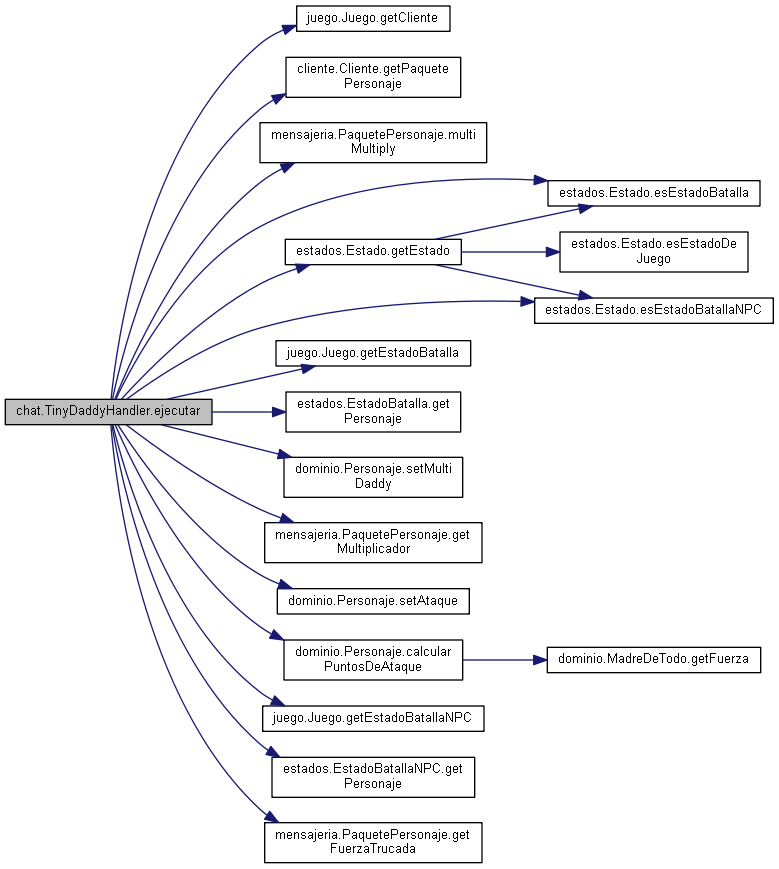 juego.Juego.getCliente
cliente.Cliente.getPaquete
Personaje
mensajeria.PaquetePersonaje.multi
Multiply
estados.Estado.esEstadoBatalla
estados.Estado.getEstado
estados.Estado.esEstadoDe
Juego
estados.Estado.esEstadoBatallaNPC
juego.Juego.getEstadoBatalla
chat.TinyDaddyHandler.ejecutar
estados.EstadoBatalla.get
Personaje
dominio.Personaje.setMulti
Daddy
mensajeria.PaquetePersonaje.get
Multiplicador
dominio.Personaje.setAtaque
dominio.Personaje.calcular
PuntosDeAtaque
dominio.MadreDeTodo.getFuerza
juego.Juego.getEstadoBatallaNPC
estados.EstadoBatallaNPC.get
Personaje
mensajeria.PaquetePersonaje.get
FuerzaTrucada